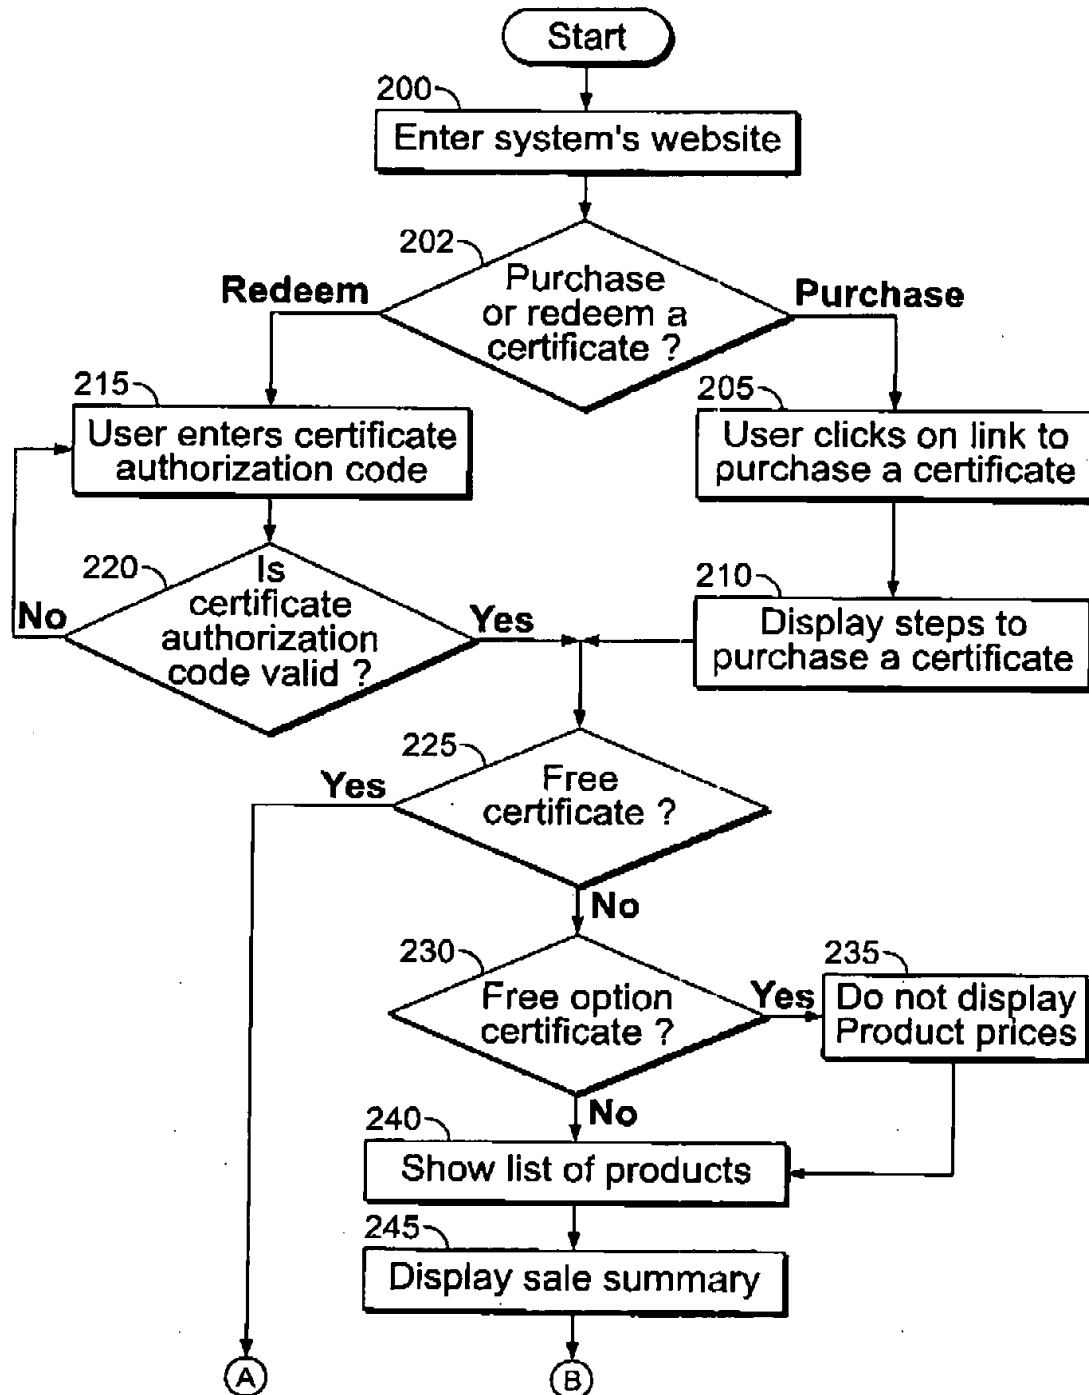 Start
200
Enter system's website
202
Purchase
or redeem a
certificate ?
Redeem
Purchase
215
User enters certificate
authorization code
205
User clicks on link to
purchase a certificate
220
Is
certificate
authorization
code valid ?
No
Yes
210
Display steps to
purchase a certificate
225
Free
certificate ?
Yes
No
230
Free option
certificate ?
Yes
235
Do not display
Product prices
No
240
Show list of products
245
Display sale summary
A
B